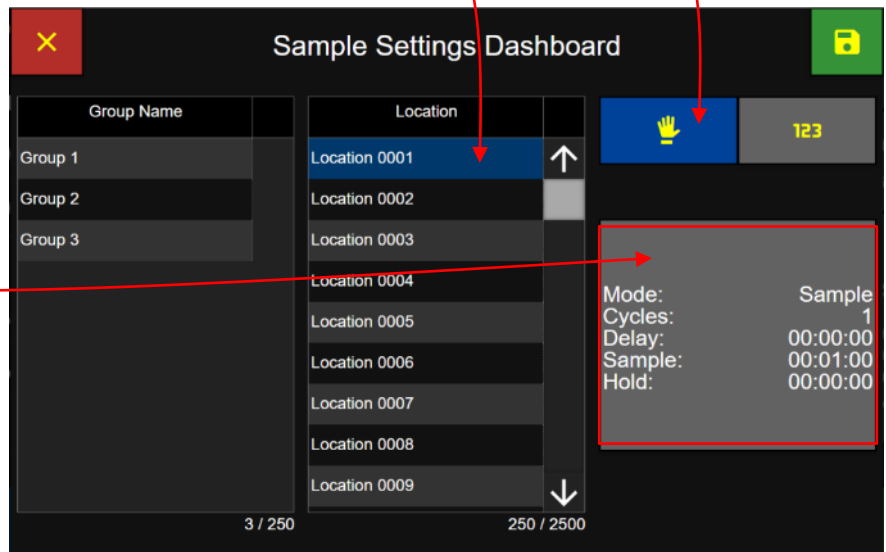 Sample Settings Dashboard
Group Name
Group 1
Group 2
Group 3
3 / 250
Location
Location 0001
Location 0002
Location 0003
Location 0004
Location 0005
Location 0006
Location 0007
Location 0008
Location 0009
250 / 2500
123
Mode: Sample
Cycles: 1
Delay: 00:00:00
Sample: 00:01:00
Hold: 00:00:00